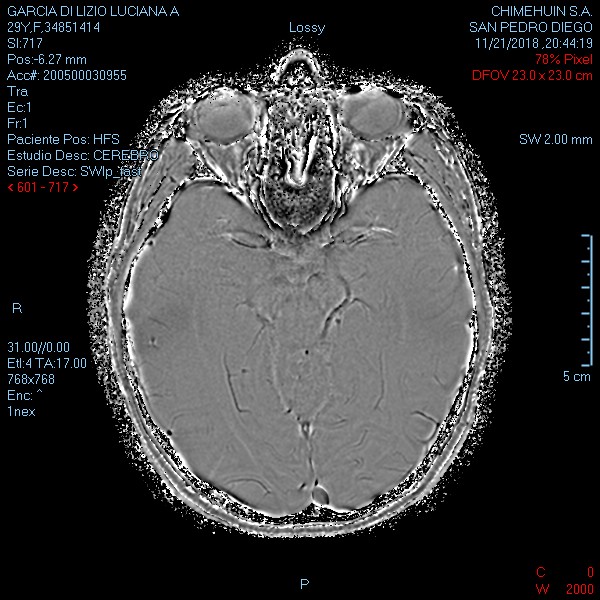 GARCIA DI LIZIO LUCIANA A
29Y,F,34851414
Sl:717
Pos:-6.27 mm
Acc#: 200500030955
Tra
Ec:1
Fr:1
Paciente Pos: HFS
Estudio Desc: CEREBRO
Serie Desc: SWIp_fast
< 601 - 717 >
Lossy
CHIMEHUIN S.A.
SAN PEDRO DIEGO
11/21/2018 ,20:44:19
78% Pixel
DFOV 23.0 x 23.0 cm
SW 2.00 mm
R
31.00//0.00
Etl:4 TA:17.00
768x768
Enc: ^
1nex
5 cm
P
C 0
W 2000